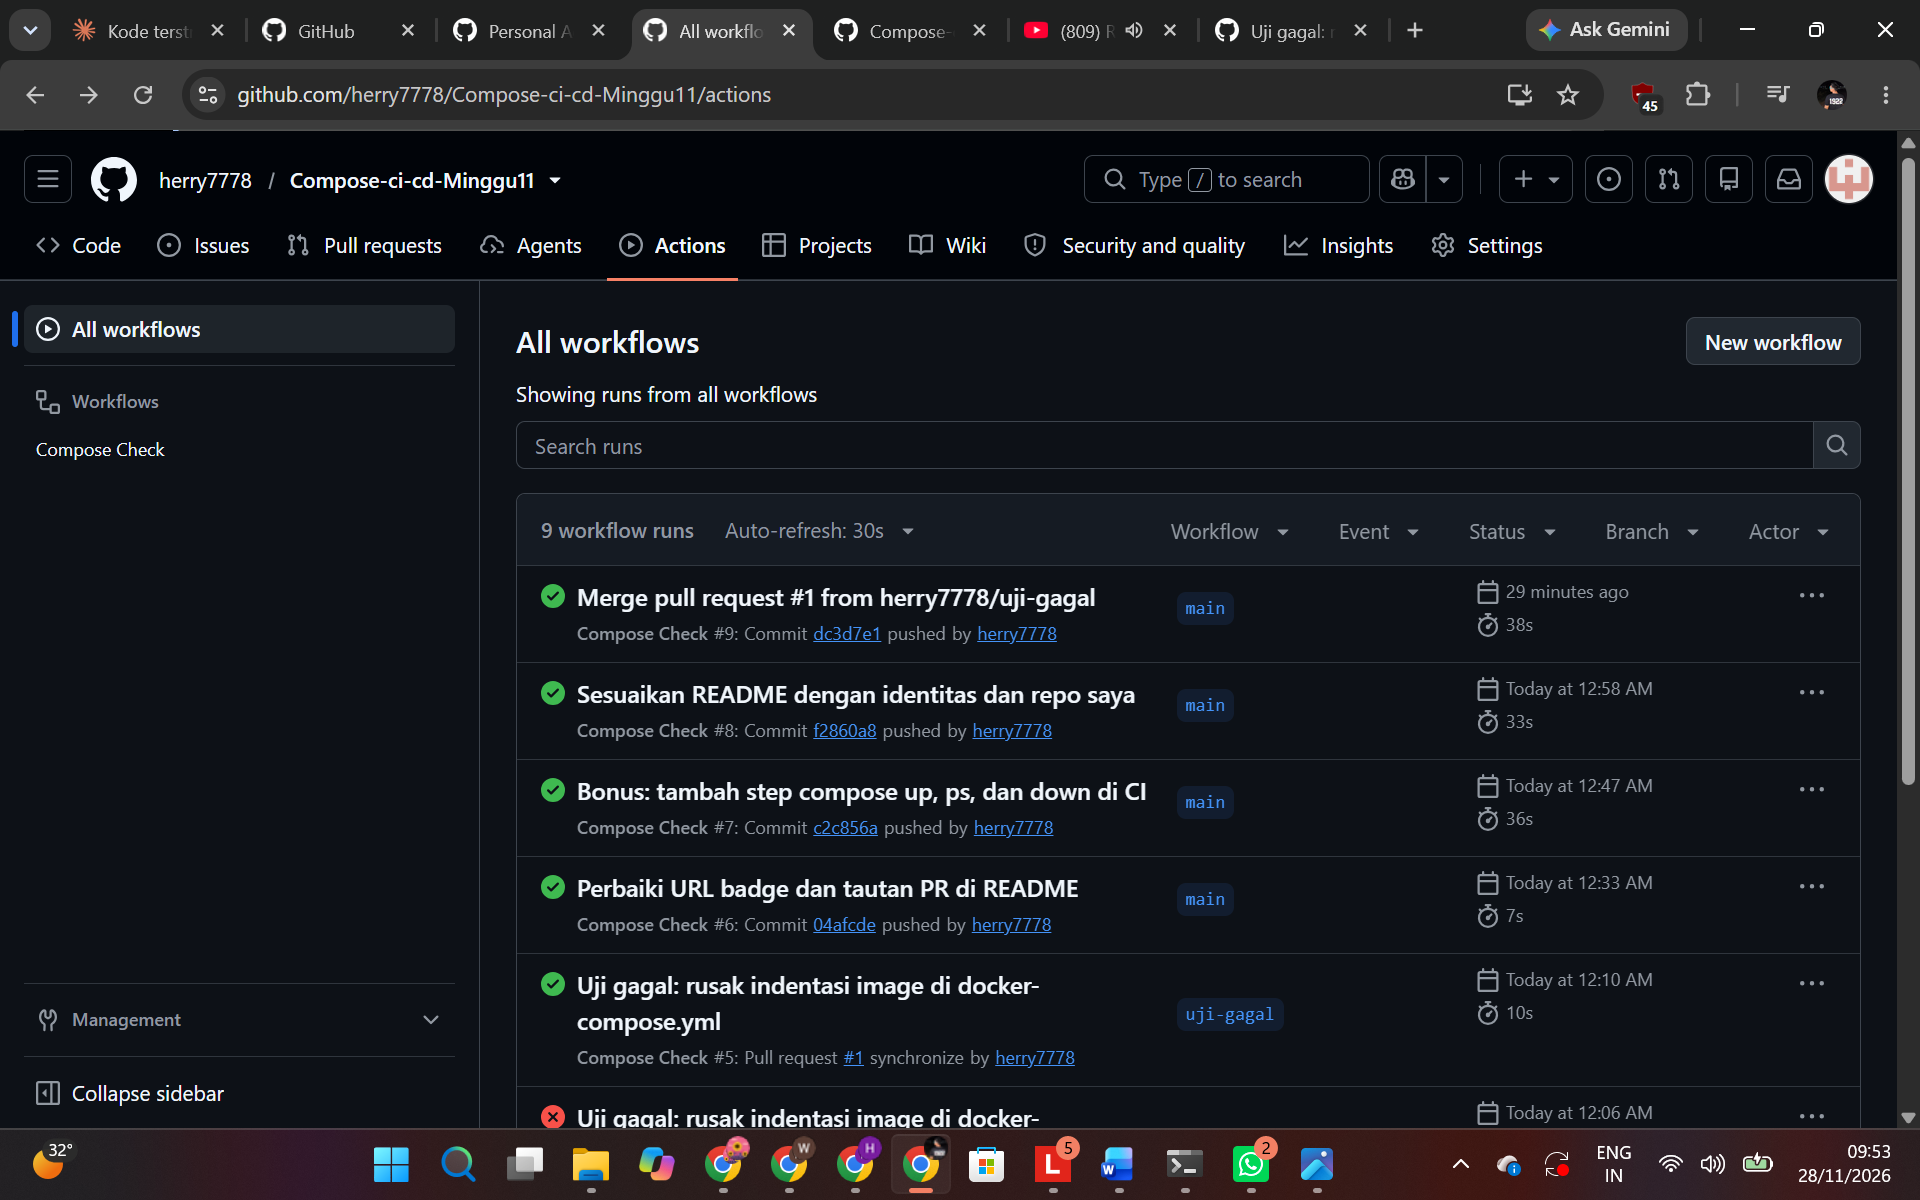 Kode terst
GitHub
Personal A
All workflo
Compose-
(809) R
Uji gagal: r
Ask Gemini
github.com/herry7778/Compose-ci-cd-Minggu11/actions
45
herry7778 / Compose-ci-cd-Minggu11
Type / to search
Code
Issues
Pull requests
Agents
Actions
Projects
Wiki
Security and quality
Insights
Settings
All workflows
Workflows
Compose Check
Management
Collapse sidebar
All workflows
New workflow
Showing runs from all workflows
Search runs
9 workflow runs
Auto-refresh: 30s
Workflow
Event
Status
Branch
Actor
Merge pull request #1 from herry7778/uji-gagal
Compose Check #9: Commit dc3d7e1 pushed by herry7778
main
29 minutes ago
38s
Sesuaikan README dengan identitas dan repo saya
Compose Check #8: Commit f2860a8 pushed by herry7778
main
Today at 12:58 AM
33s
Bonus: tambah step compose up, ps, dan down di CI
Compose Check #7: Commit c2c856a pushed by herry7778
main
Today at 12:47 AM
36s
Perbaiki URL badge dan tautan PR di README
Compose Check #6: Commit 04afcde pushed by herry7778
main
Today at 12:33 AM
7s
Uji gagal: rusak indentasi image di docker-
compose.yml
Compose Check #5: Pull request #1 synchronize by herry7778
uji-gagal
Today at 12:10 AM
10s
Uji gagal: rusak indentasi image di docker-
Today at 12:06 AM
32°
W
H
L
5
W
2
ENG
IN
09:53
28/11/2026